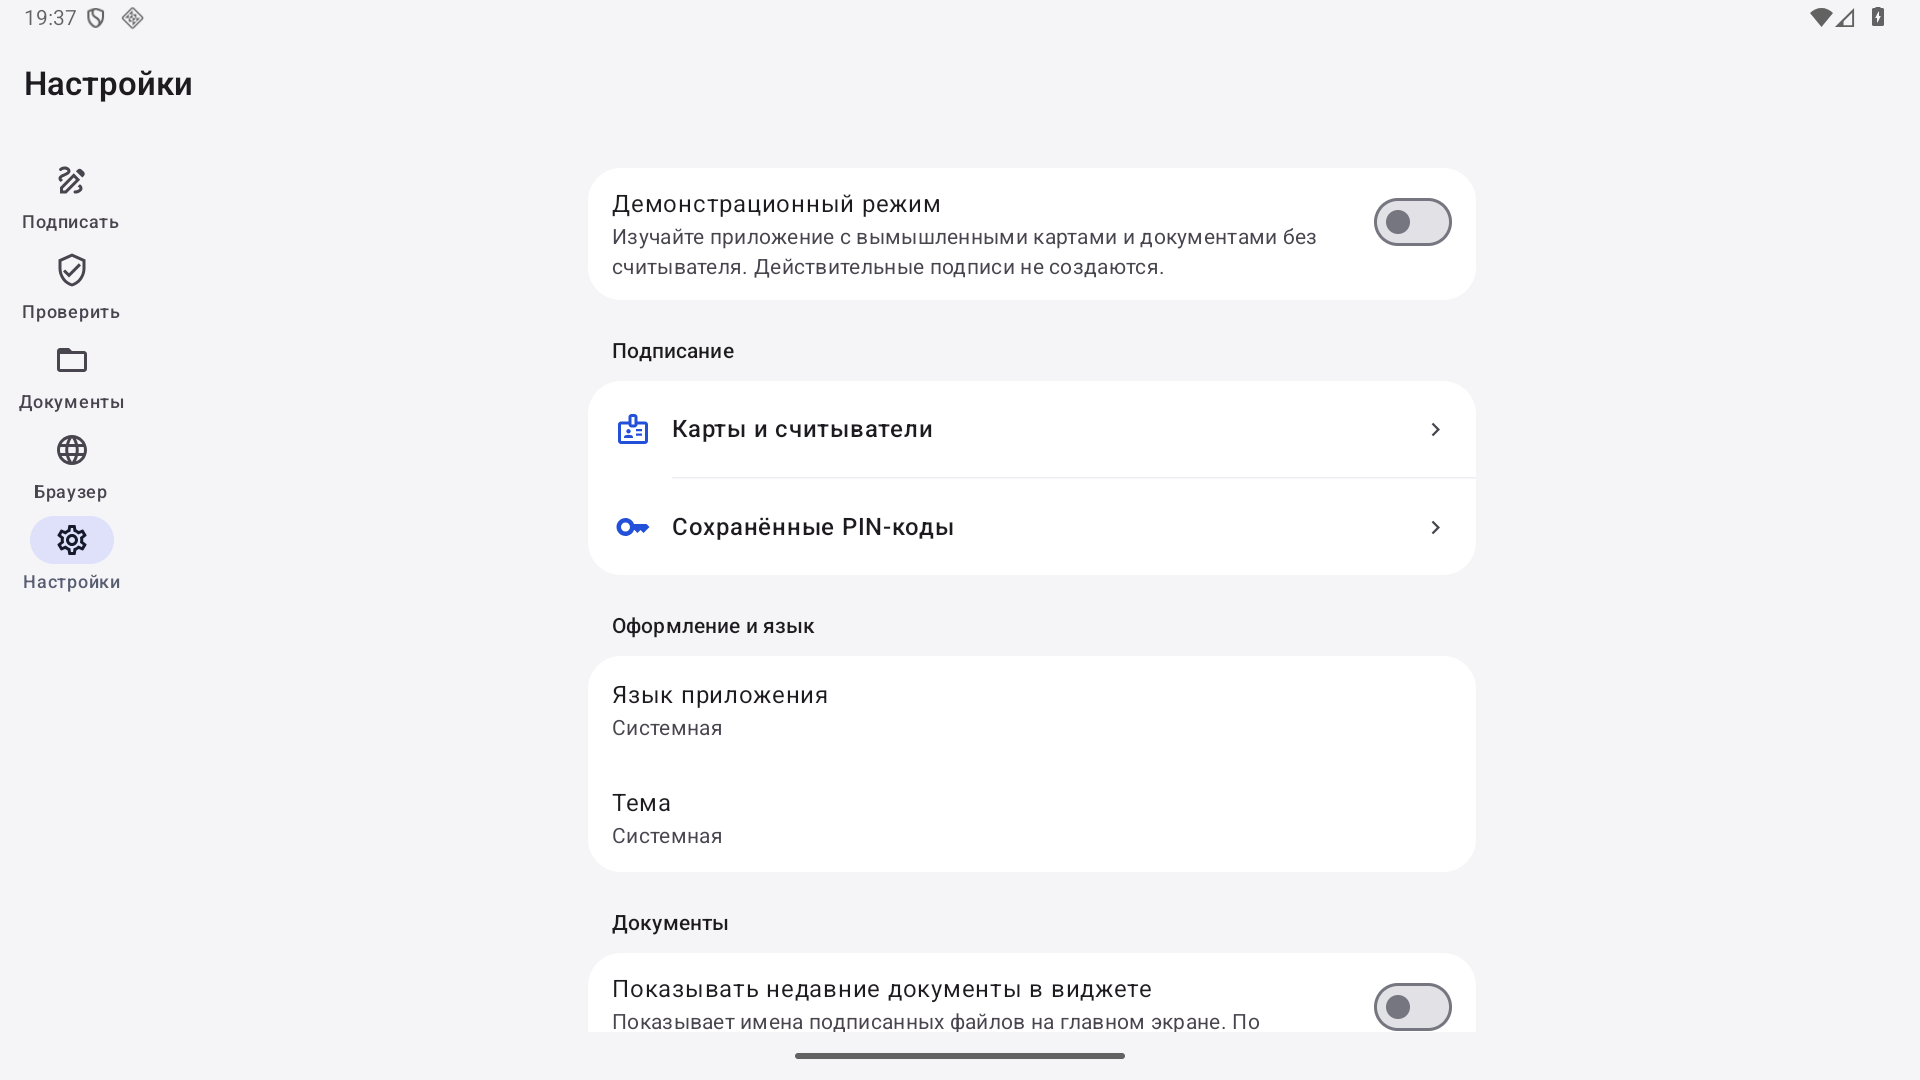 19:37
Настройки
Подписать
Проверить
Документы
Браузер
Настройки
Демонстрационный режим
Изучайте приложение с вымышленными картами и документами без
считывателя. Действительные подписи не создаются.
Подписание
Карты и считыватели
Сохранённые PIN-коды
Оформление и язык
Язык приложения
Системная
Тема
Системная
Документы
Показывать недавние документы в виджете
Показывает имена подписанных файлов на главном экране. По